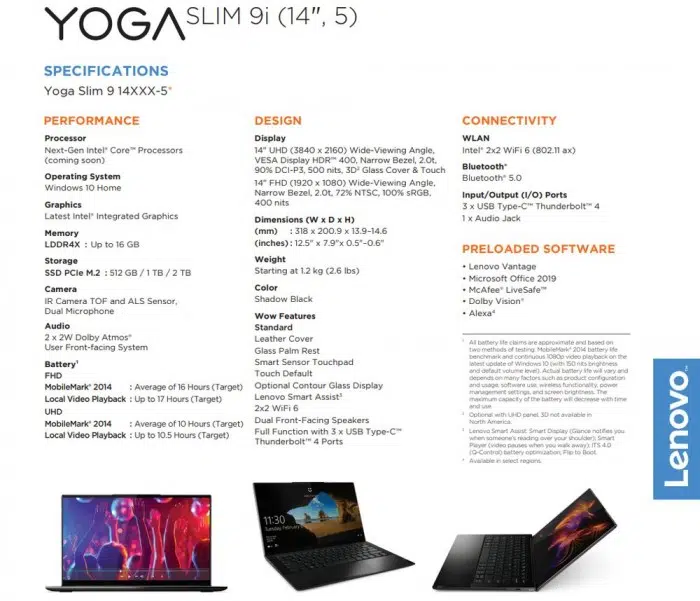 YOGA SLIM 9i (14", 5)
SPECIFICATIONS
Yoga Slim 9 14XXX-5*
PERFORMANCE
Processor
Next-Gen Intel® Core™ Processors
(coming soon)
Operating System
Windows 10 Home
Graphics
Latest Intel® Integrated Graphics
Memory
LDDR4X : Up to 16 GB
Storage
SSD PCIe M.2 : 512 GB / 1 TB / 2 TB
Camera
IR Camera TOF and ALS Sensor,
Dual Microphone
Audio
2 x 2W Dolby Atmos®
User Front-facing System
Battery¹
FHD
MobileMark® 2014 : Average of 16 Hours (Target)
Local Video Playback : Up to 17 Hours (Target)
UHD
MobileMark® 2014 : Average of 10 Hours (Target)
Local Video Playback : Up to 10.5 Hours (Target)
DESIGN
Display
14" UHD (3840 x 2160) Wide-Viewing Angle,
VESA Display HDR™ 400, Narrow Bezel, 2.0t,
90% DCI-P3, 500 nits, 3D² Glass Cover & Touch
14" FHD (1920 x 1080) Wide-Viewing Angle,
Narrow Bezel, 2.0t, 72% NTSC, 100% sRGB,
400 nits
Dimensions (W x D x H)
(mm) : 318 x 200.9 x 13.9-14.6
(inches) : 12.5" x 7.9"x 0.5"–0.6"
Weight
Starting at 1.2 kg (2.6 lbs)
Color
Shadow Black
Wow Features
Standard
Leather Cover
Glass Palm Rest
Smart Sensor Touchpad
Touch Default
Optional Contour Glass Display
Lenovo Smart Assist³
2x2 WiFi 6
Dual Front-Facing Speakers
Full Function with 3 x USB Type-C™
Thunderbolt™ 4 Ports
CONNECTIVITY
WLAN
Intel® 2x2 WiFi 6 (802.11 ax)
Bluetooth®
Bluetooth® 5.0
Input/Output (I/O) Ports
3 x USB Type-C™ Thunderbolt™ 4
1 x Audio Jack
PRELOADED SOFTWARE
• Lenovo Vantage
• Microsoft Office 2019
• McAfee® LiveSafe™
• Dolby Vision®
• Alexa⁴
¹ All battery life claims are approximate and based on
two methods of testing: MobileMark® 2014 battery life
benchmark and continuous 1080p video playback on the
latest update of Windows 10 (with 150 nits brightness
and default volume level). Actual battery life will vary and
depends on many factors such as product configuration
and usage, software use, wireless functionality, power
management settings, and screen brightness. The
maximum capacity of the battery will decrease with time
and use.
² Optional with UHD panel. 3D not available in
North America.
³ Lenovo Smart Assist: Smart Display (Glance notifies you
when someone's reading over your shoulder); Smart
Player (video pauses when you walk away); ITS 4.0
(Q-Control) battery optimization; Flip to Boot.
⁴ Available in select regions.
Lenovo™
11:30